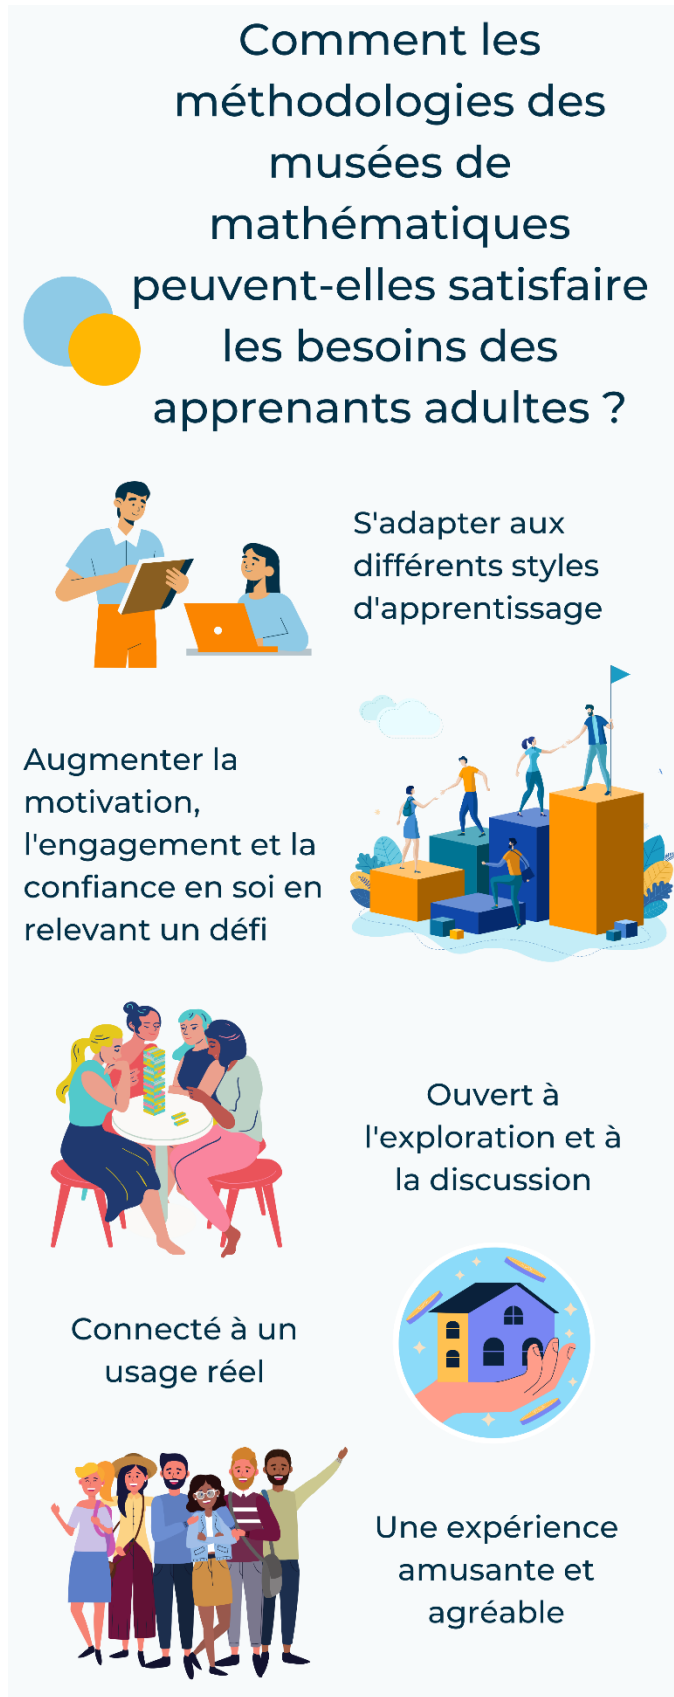 Comment les
méthodologies des
musées de
mathématiques
peuvent-elles satisfaire
les besoins des
apprenants adultes ?
S'adapter aux
différents styles
d'apprentissage
Augmenter la
motivation,
l'engagement et la
confiance en soi en
relevant un défi
Ouvert à
l'exploration et à
la discussion
Connecté à un
usage réel
Une expérience
amusante et
agréable